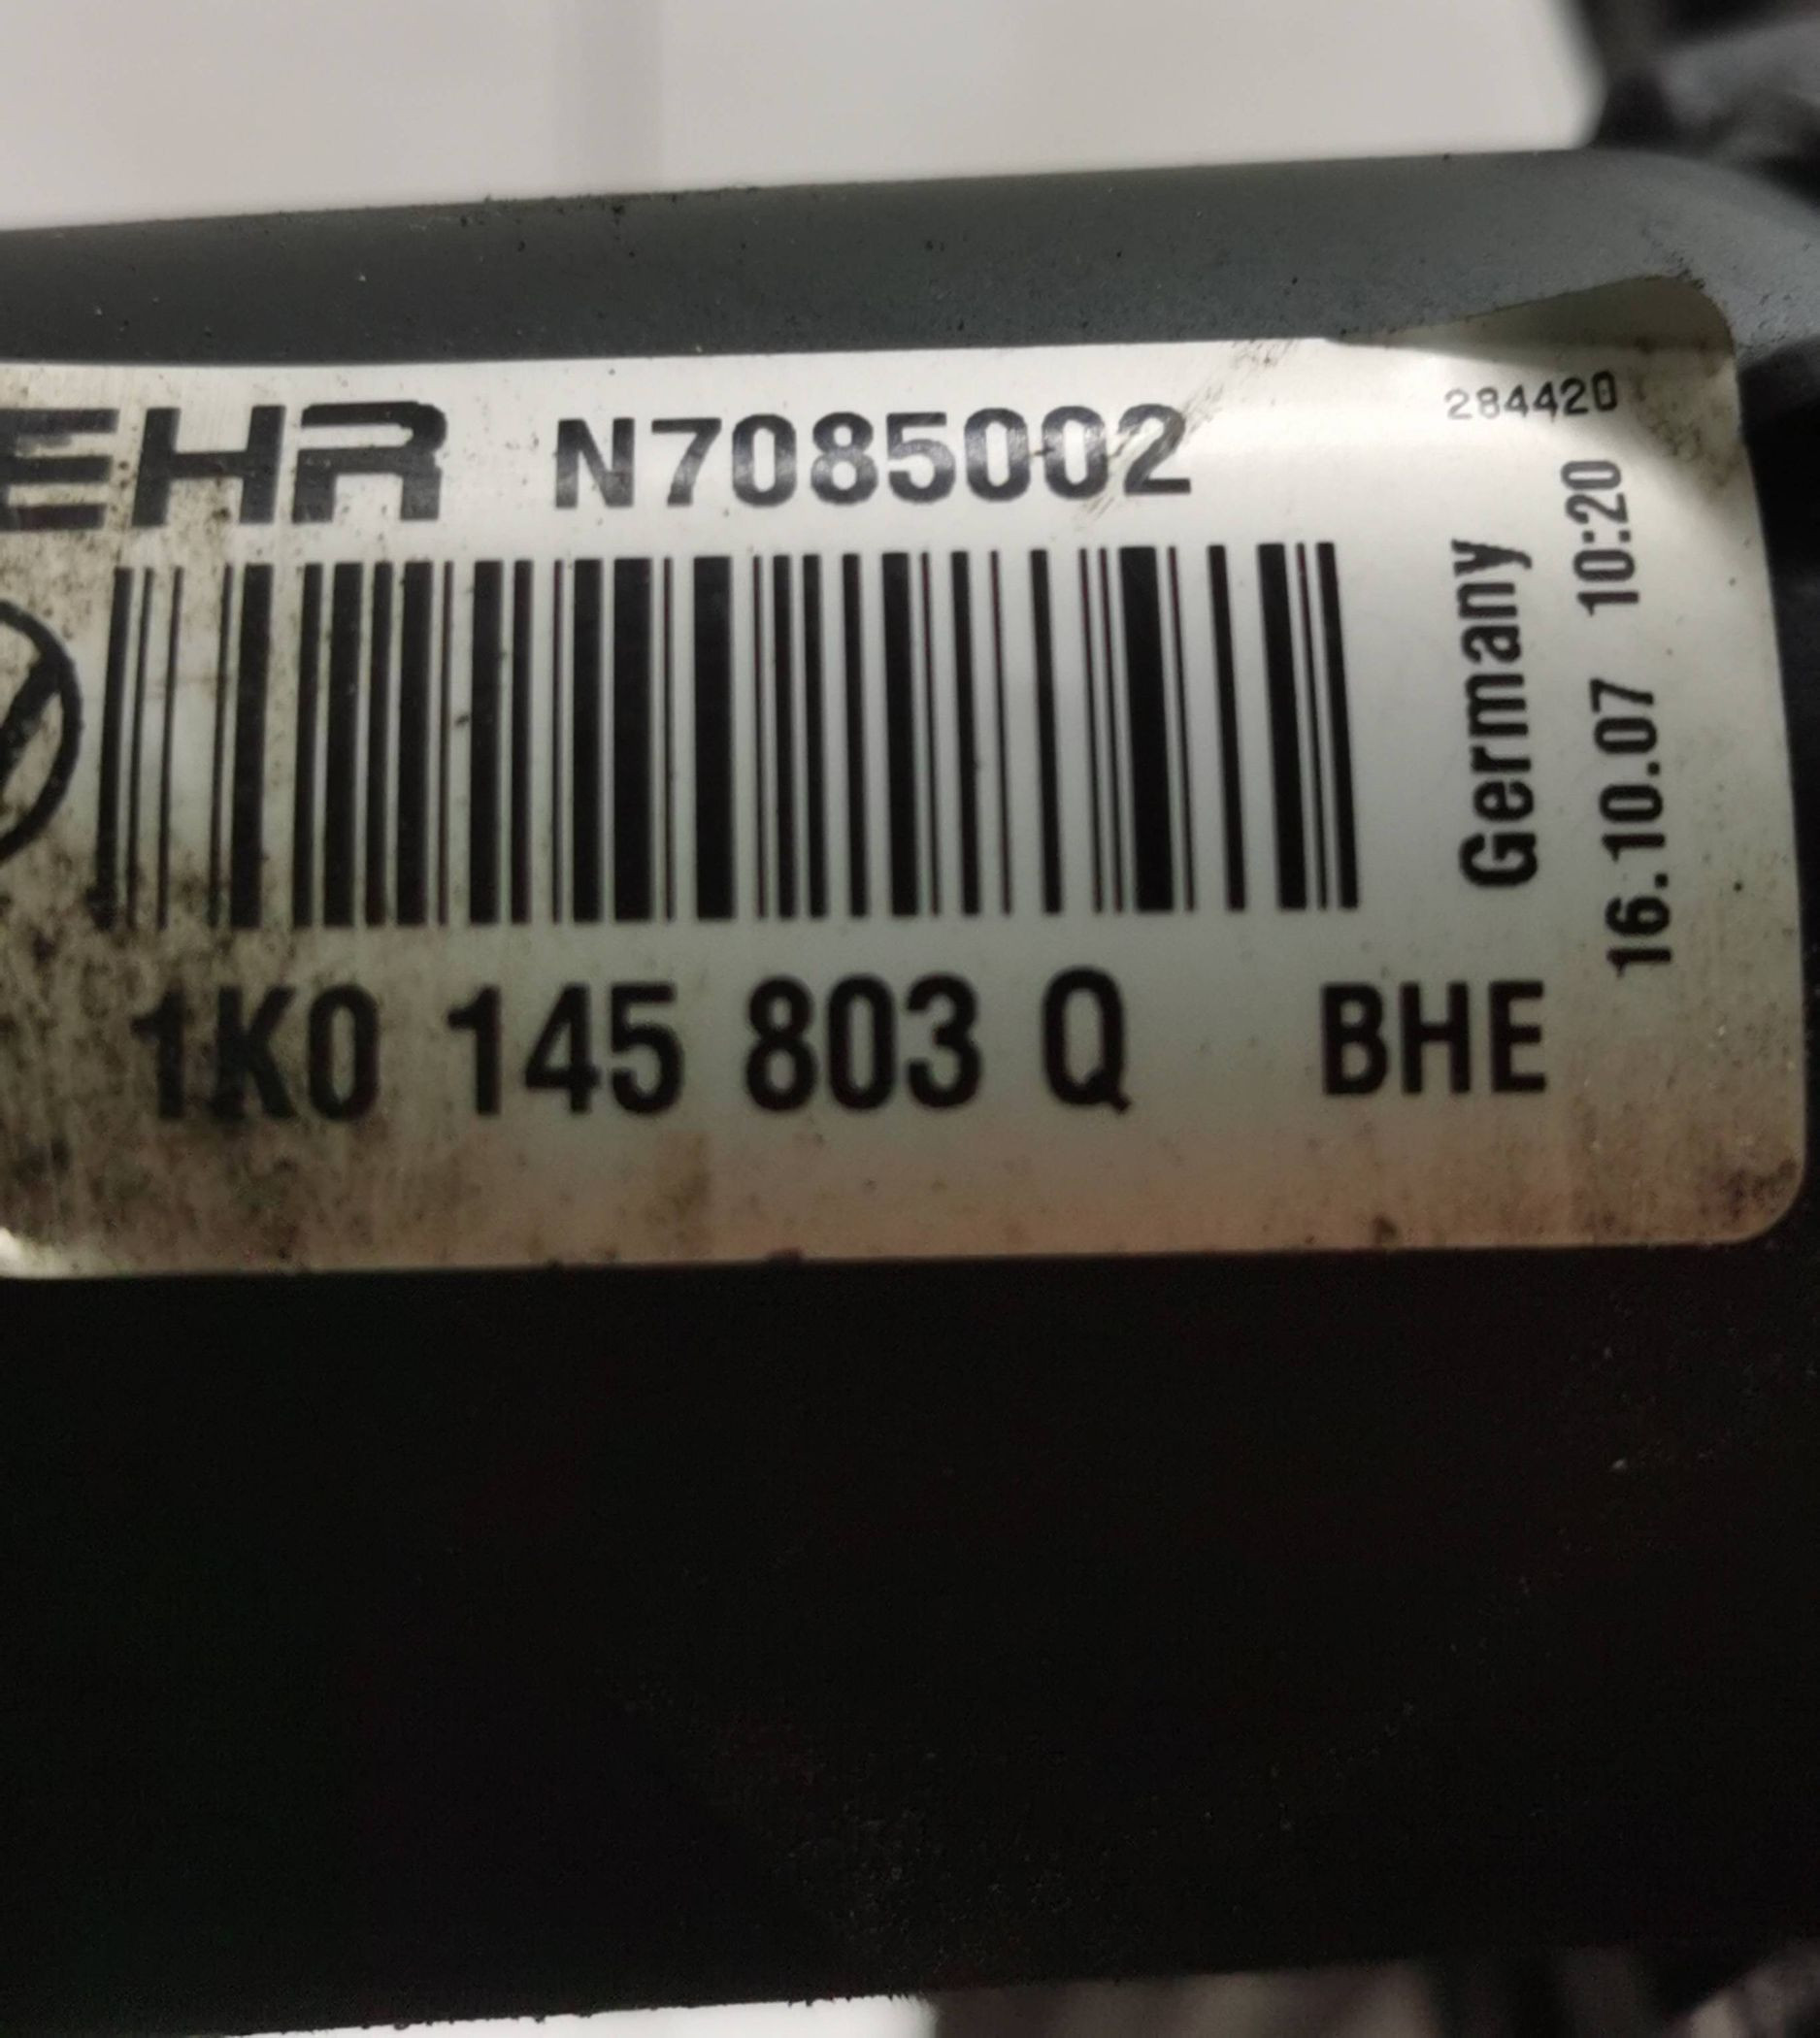 EHR N7085002
284420
Germany
16.10.07 10:20
1K0 145 803 Q BHE